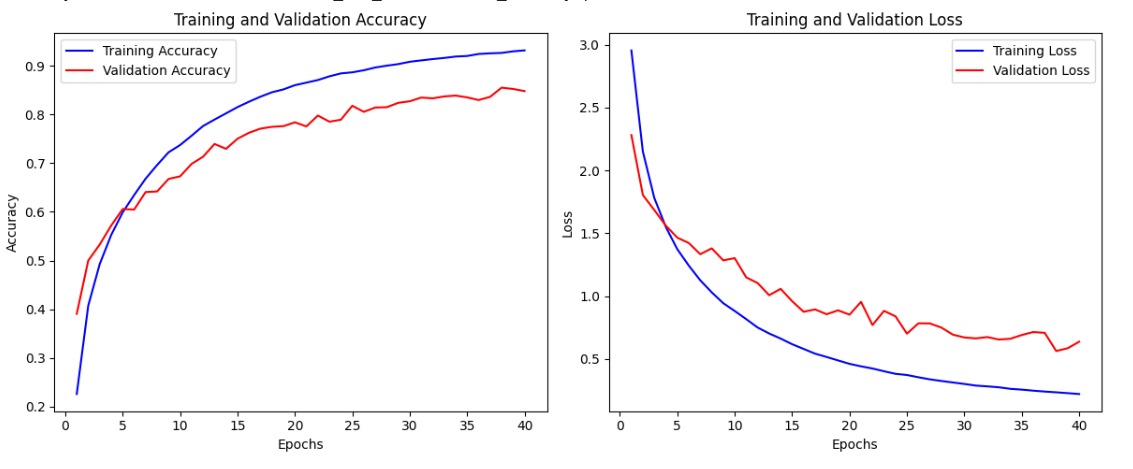 Training and Validation Accuracy
Training Accuracy
Validation Accuracy
Accuracy
0.9
0.8
0.7
0.6
0.5
0.4
0.3
0.2
0 5 10 15 20 25 30 35 40
Epochs
Training and Validation Loss
Training Loss
Validation Loss
Loss
3.0
2.5
2.0
1.5
1.0
0.5
0 5 10 15 20 25 30 35 40
Epochs